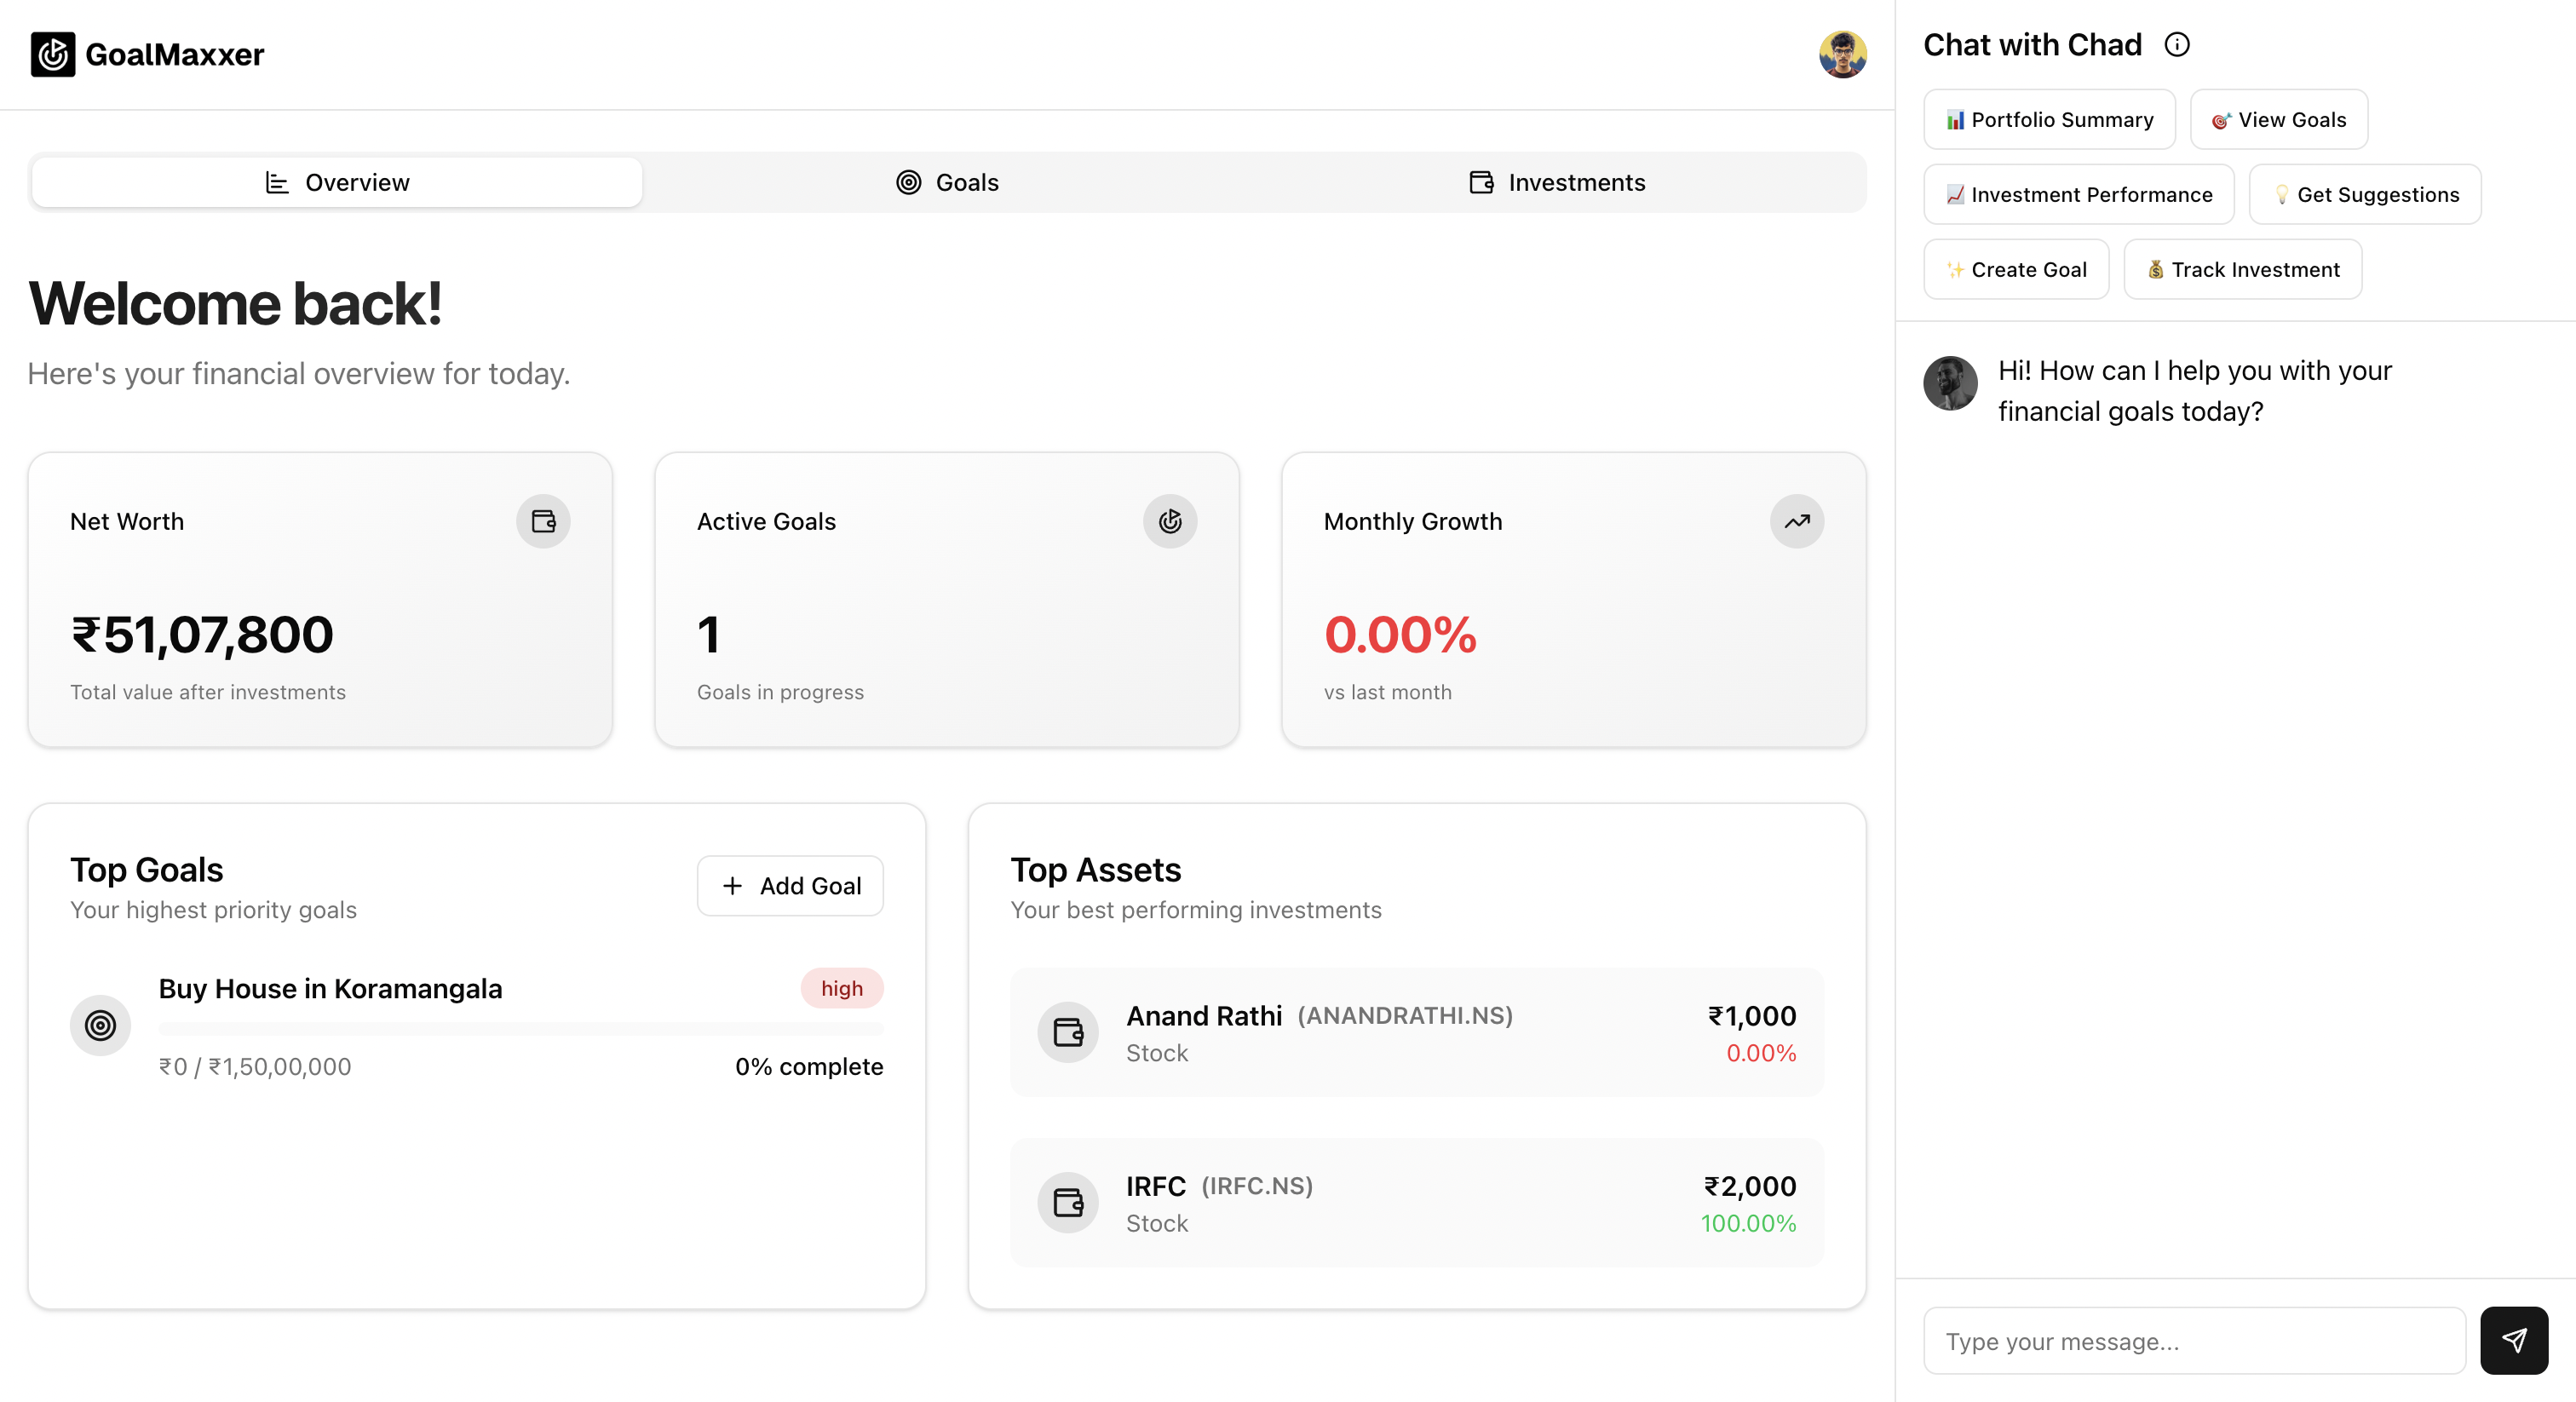 GoalMaxxer
Overview
Goals
Investments
Welcome back!
Here's your financial overview for today.
Net Worth
₹51,07,800
Total value after investments
Active Goals
1
Goals in progress
Monthly Growth
0.00%
vs last month
Top Goals
Your highest priority goals
+ Add Goal
Buy House in Koramangala
high
₹0 / ₹1,50,00,000
0% complete
Top Assets
Your best performing investments
Anand Rathi (ANANDRATHI.NS)
₹1,000
Stock
0.00%
IRFC (IRFC.NS)
₹2,000
Stock
100.00%
Chat with Chad
📊 Portfolio Summary
🎯 View Goals
📈 Investment Performance
💡 Get Suggestions
✨ Create Goal
💰 Track Investment
Hi! How can I help you with your
financial goals today?
Type your message...